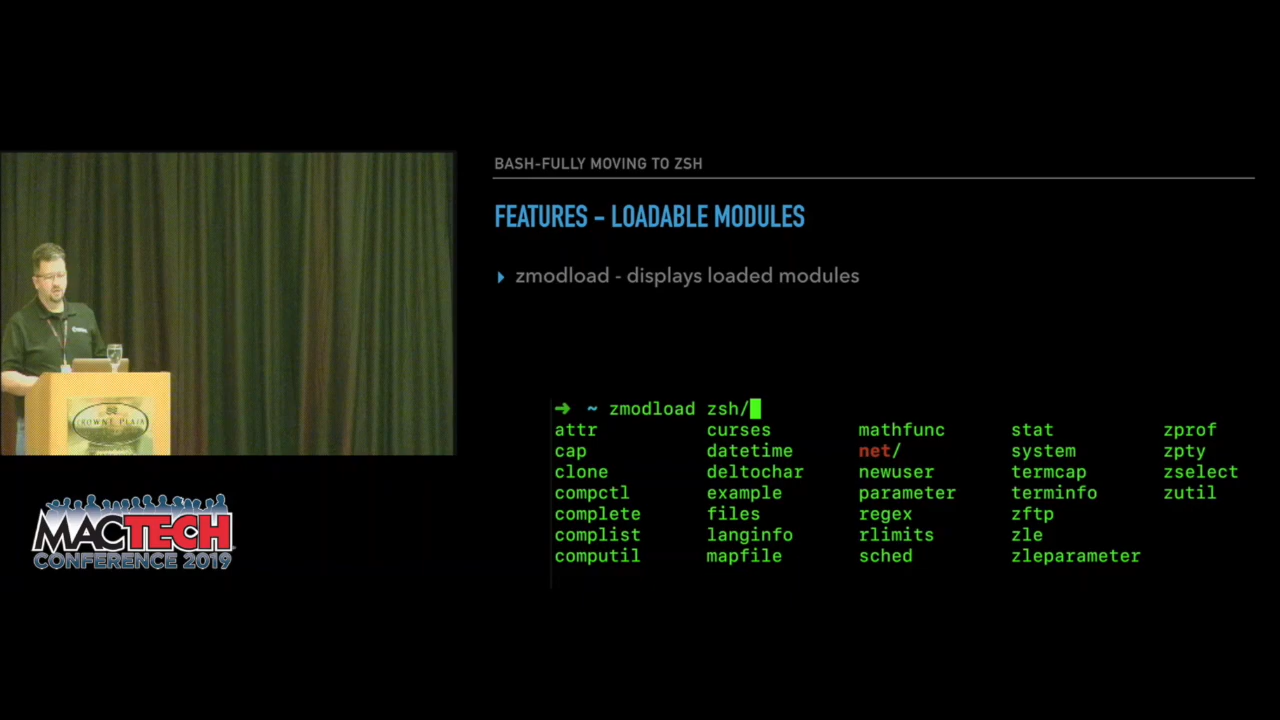 BASH-FULLY MOVING TO ZSH
FEATURES - LOADABLE MODULES
zmodload - displays loaded modules
→ ~ zmodload zsh/
attr curses mathfunc stat zprof
cap datetime net/ system zpty
clone deltochar newuser termcap zselect
compctl example parameter terminfo zutil
complete files regex zftp
complist langinfo rlimits zle
computil mapfile sched zleparameter
CROWNE PLAZA
MACTECH
CONFERENCE 2019